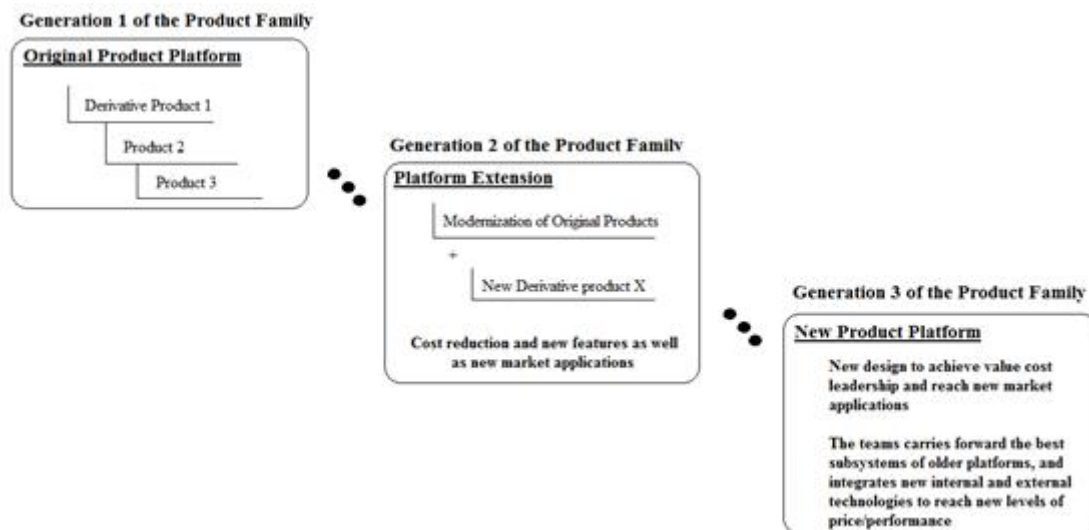 Generation 1 of the Product Family
Original Product Platform
Derivative Product 1
Product 2
Product 3
Generation 2 of the Product Family
Platform Extension
Modernization of Original Products
+
New Derivative product X
Cost reduction and new features as well
as new market applications
Generation 3 of the Product Family
New Product Platform
New design to achieve value cost
leadership and reach new market
applications
The teams carries forward the best
subsystems of older platforms, and
integrates new internal and external
technologies to reach new levels of
price/performance